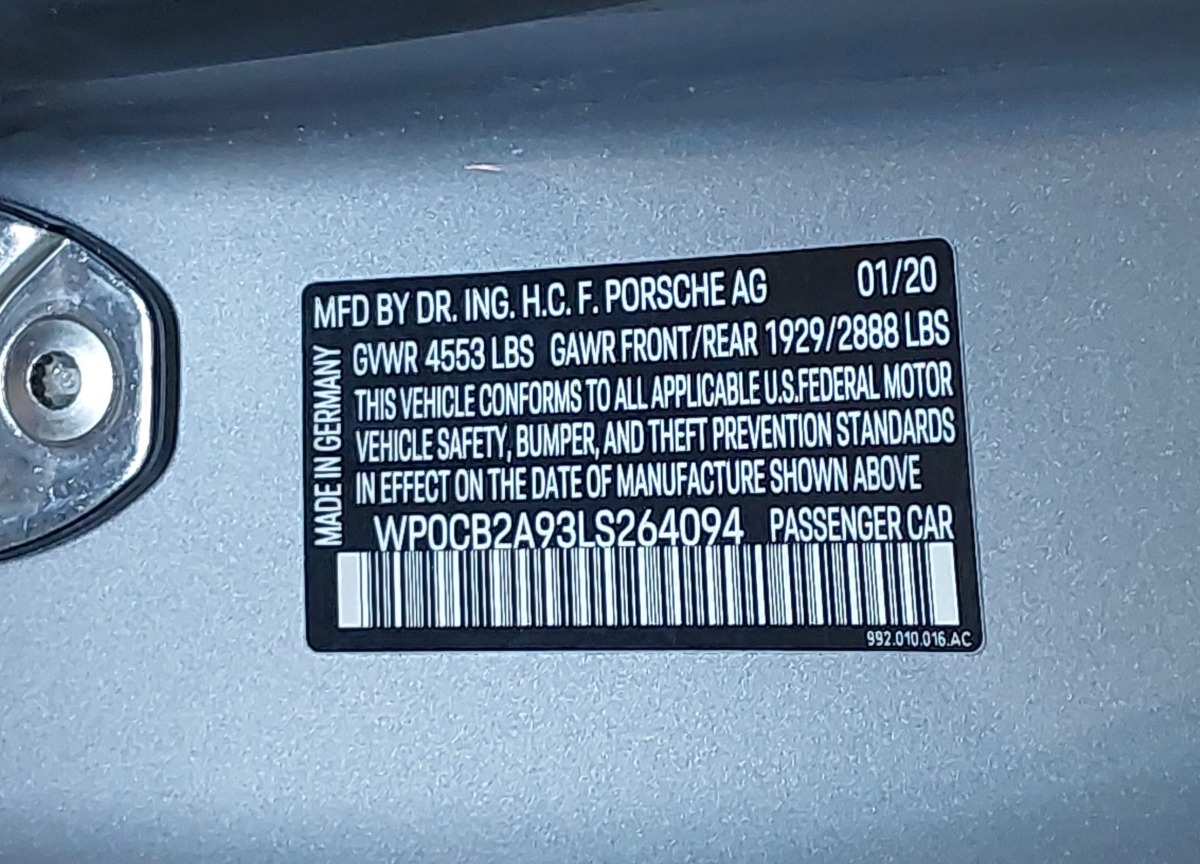 MFD BY DR. ING. H.C. F. PORSCHE AG 01/20
GVWR 4553 LBS GAWR FRONT/REAR 1929/2888 LBS
THIS VEHICLE CONFORMS TO ALL APPLICABLE U.S.FEDERAL MOTOR
VEHICLE SAFETY, BUMPER, AND THEFT PREVENTION STANDARDS
IN EFFECT ON THE DATE OF MANUFACTURE SHOWN ABOVE
WP0CB2A93LS264094 PASSENGER CAR
992.010.016.AC
MADE IN GERMANY